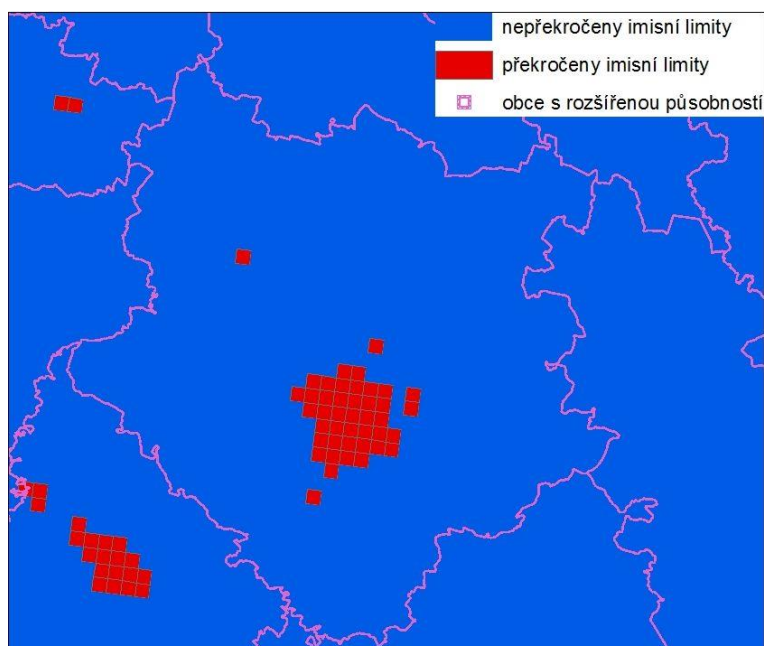 nepřekročeny imisní limity
překročeny imisní limity
obce s rozšířenou působností